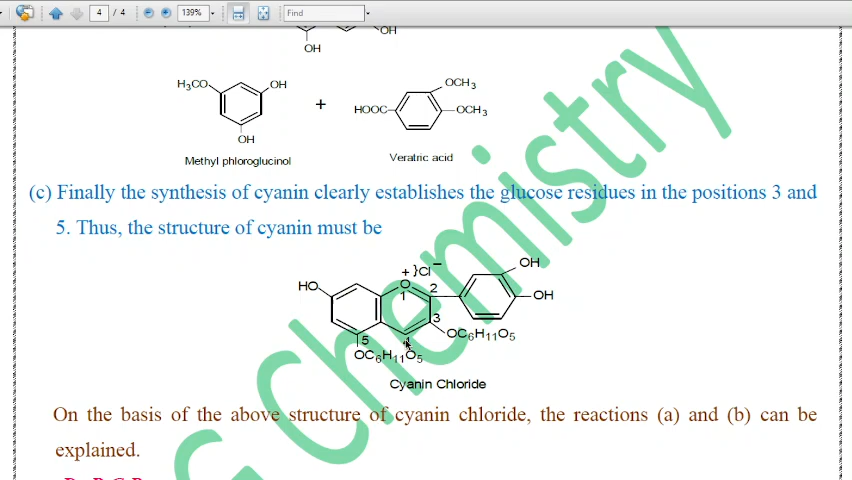 4 / 4 139% Find
OH OH
H3CO OH + OCH3
HOOC OCH3
OH
Methyl phloroglucinol Veratric acid
(c) Finally the synthesis of cyanin clearly establishes the glucose residues in the positions 3 and
5. Thus, the structure of cyanin must be
+ }Cl −
HO O 1 2 OH
OH
3
5 4 OC6H11O5
OC6H11O5
Cyanin Chloride
On the basis of the above structure of cyanin chloride, the reactions (a) and (b) can be
explained.
G Chemistry